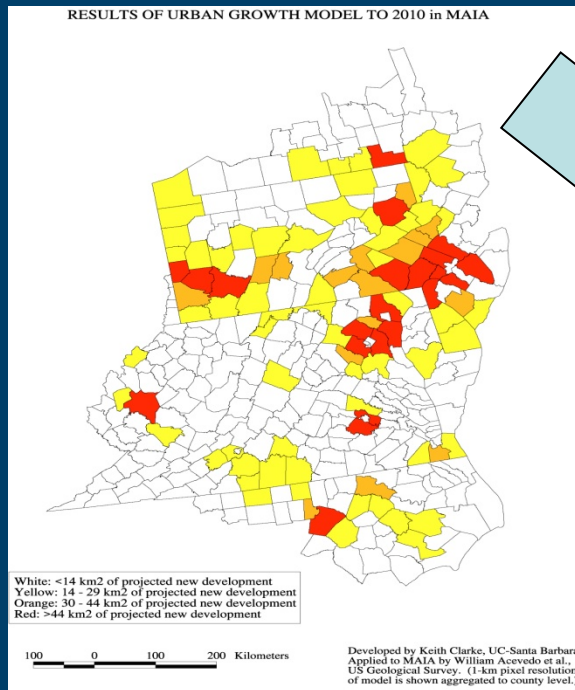 RESULTS OF URBAN GROWTH MODEL TO 2010 in MAIA
White: <14 km2 of projected new development
Yellow: 14 - 29 km2 of projected new development
Orange: 30 - 44 km2 of projected new development
Red: >44 km2 of projected new development
100 0 100 200 Kilometers
Developed by Keith Clarke, UC-Santa Barbara
Applied to MAIA by William Acevedo et al.,
US Geological Survey. (1-km pixel resolution
of model is shown aggregated to county level.)